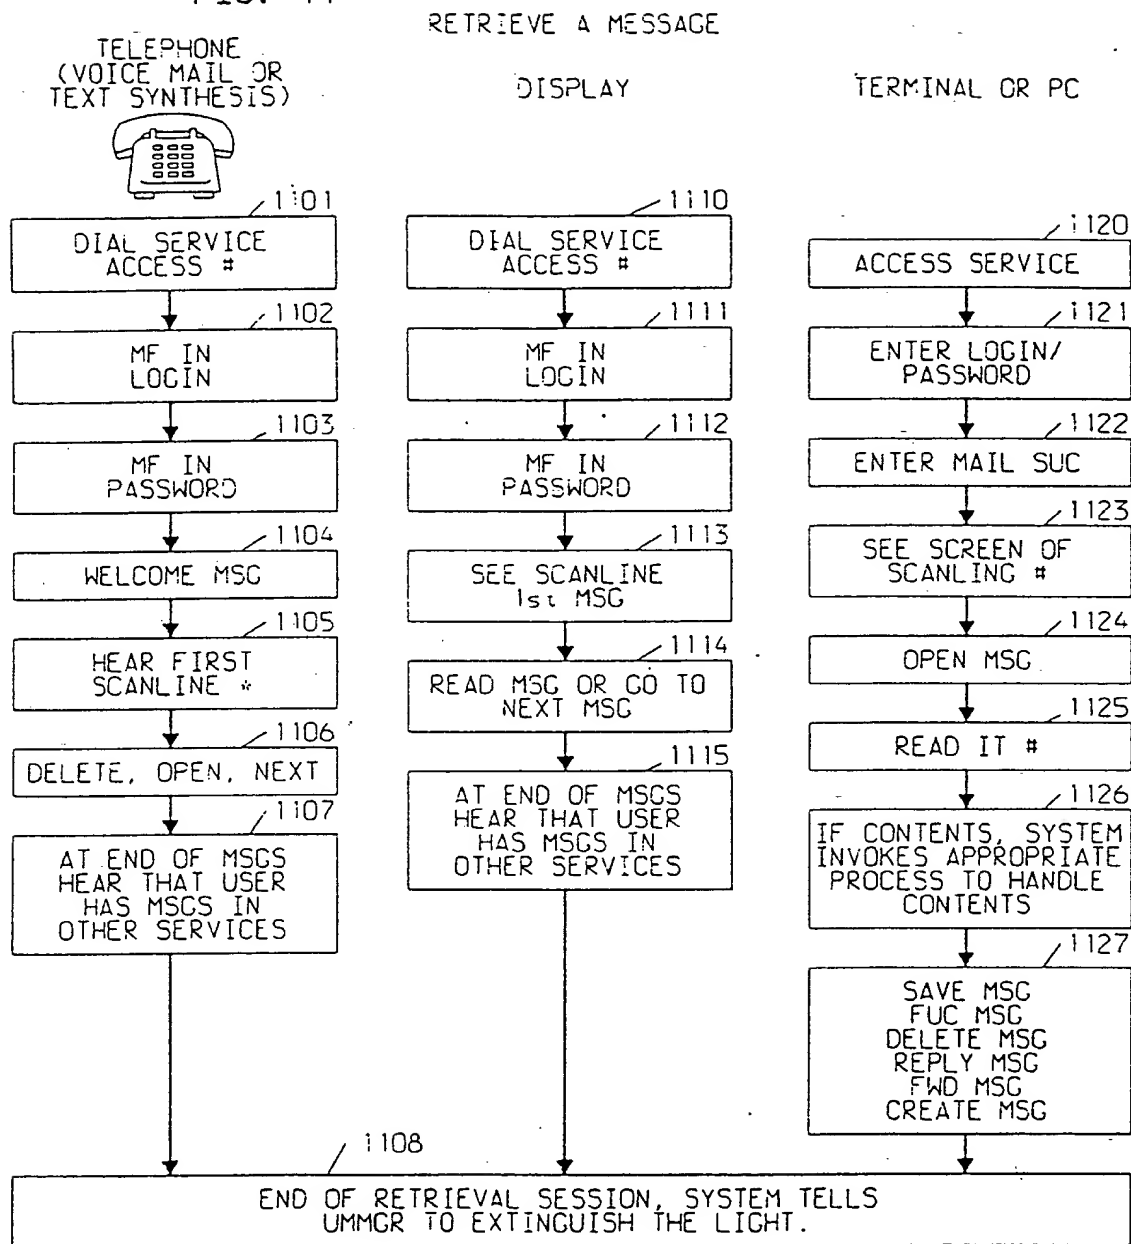 RETRIEVE A MESSAGE
TELEPHONE
(VOICE MAIL OR
TEXT SYNTHESIS)
1101
DIAL SERVICE
ACCESS #
1102
MF IN
LOGIN
1103
MF IN
PASSWORD
1104
WELCOME MSG
1105
HEAR FIRST
SCANLINE *
1106
DELETE, OPEN, NEXT
1107
AT END OF MSGS
HEAR THAT USER
HAS MSGS IN
OTHER SERVICES
DISPLAY
1110
DIAL SERVICE
ACCESS #
1111
MF IN
LOGIN
1112
MF IN
PASSWORD
1113
SEE SCANLINE
1st MSG
1114
READ MSG OR GO TO
NEXT MSG
1115
AT END OF MSGS
HEAR THAT USER
HAS MSGS IN
OTHER SERVICES
TERMINAL OR PC
1120
ACCESS SERVICE
1121
ENTER LOGIN/
PASSWORD
1122
ENTER MAIL SUC
1123
SEE SCREEN OF
SCANLING #
1124
OPEN MSG
1125
READ IT #
1126
IF CONTENTS, SYSTEM
INVOKES APPROPRIATE
PROCESS TO HANDLE
CONTENTS
1127
SAVE MSG
FUC MSG
DELETE MSG
REPLY MSG
FWD MSG
CREATE MSG
1108
END OF RETRIEVAL SESSION, SYSTEM TELLS
UMMGR TO EXTINGUISH THE LIGHT.